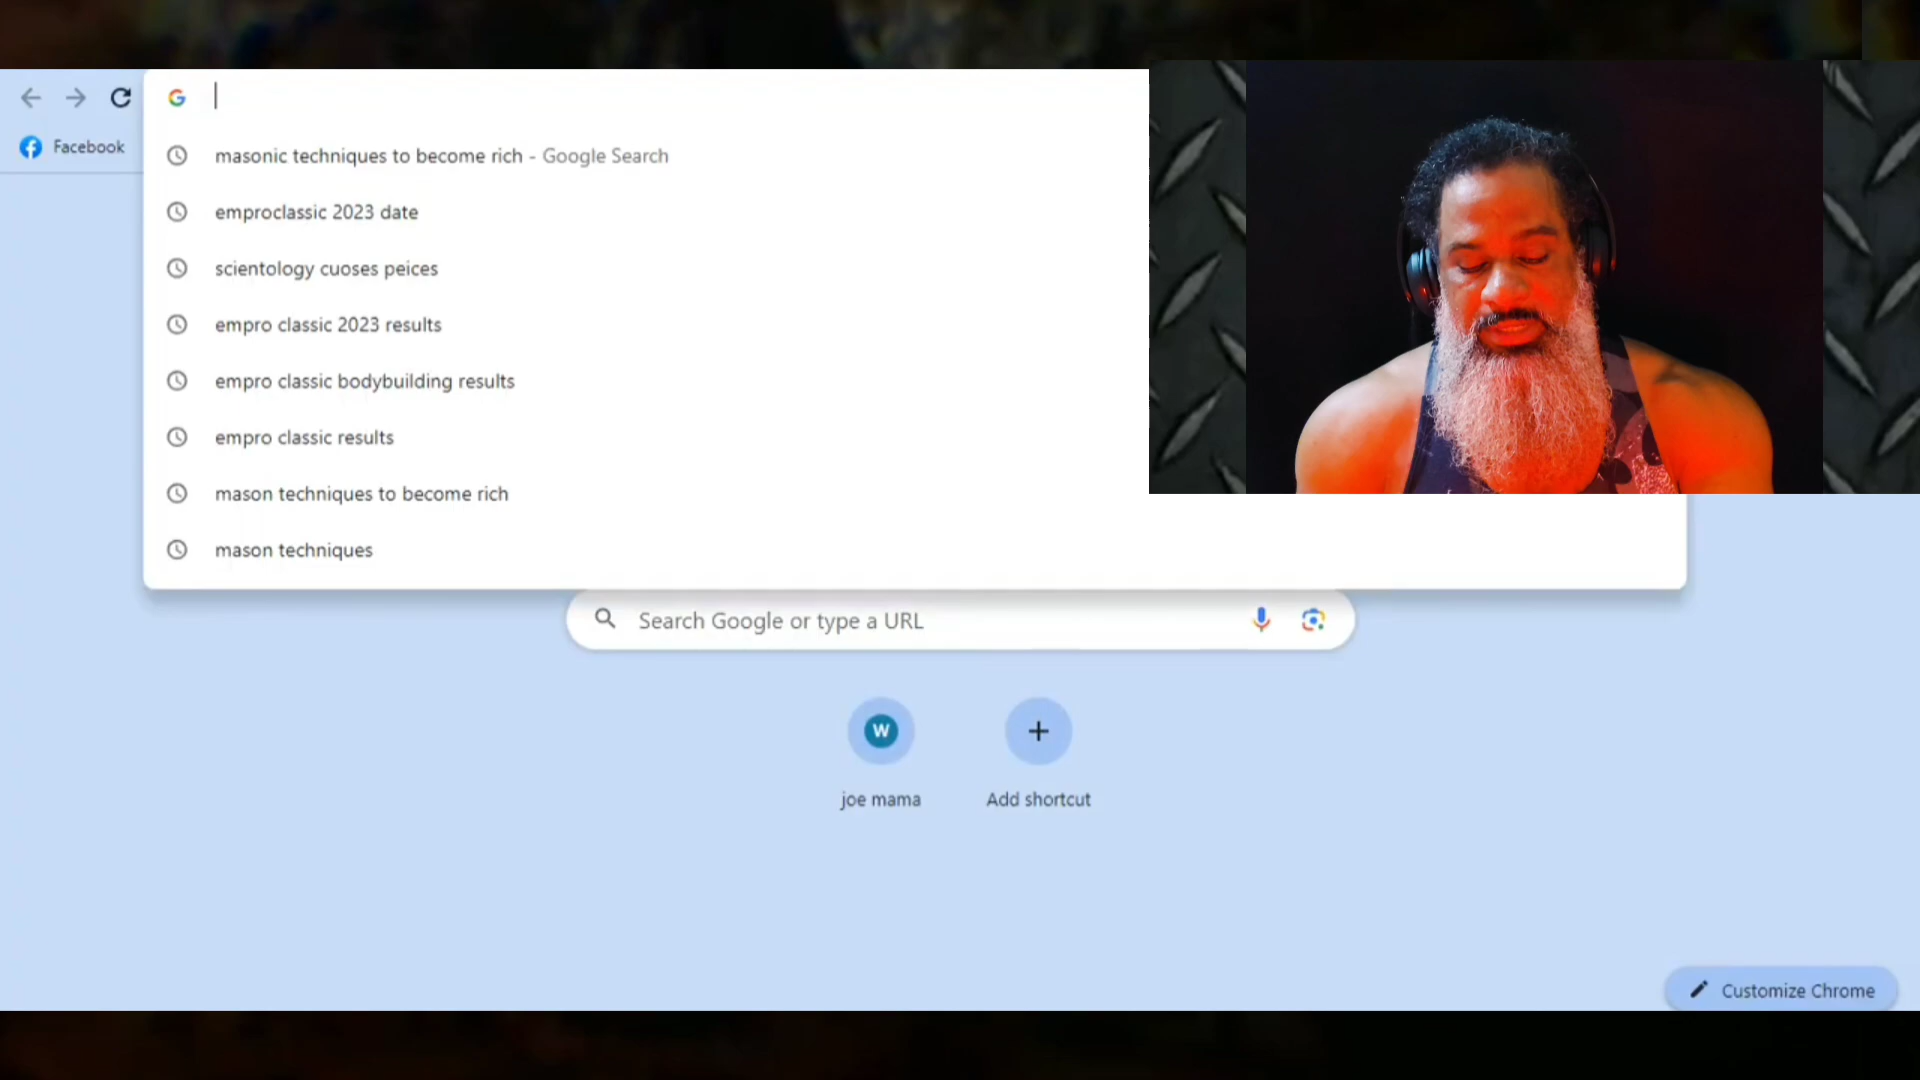 Facebook
masonic techniques to become rich - Google Search
emproclassic 2023 date
scientology cuoses peices
empro classic 2023 results
empro classic bodybuilding results
empro classic results
mason techniques to become rich
mason techniques
Search Google or type a URL
W
joe mama
Add shortcut
Customize Chrome